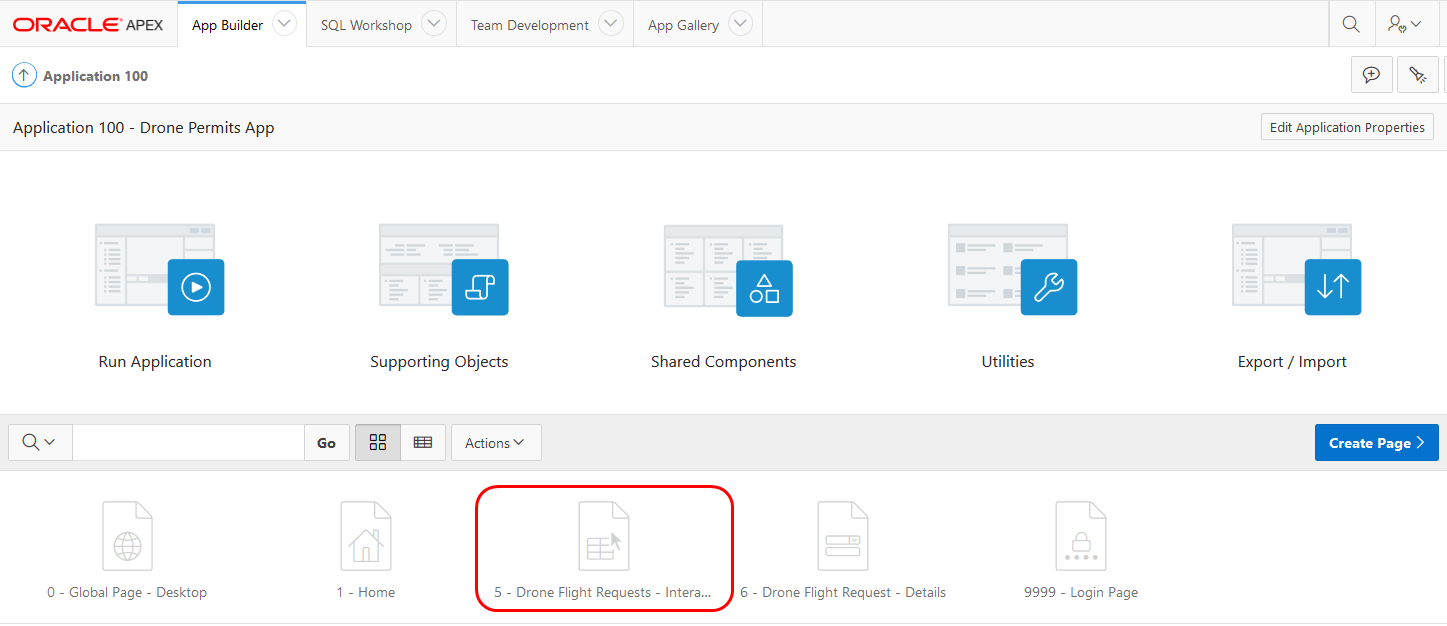 ORACLE APEX App Builder SQL Workshop Team Development App Gallery
Application 100
Application 100 - Drone Permits App Edit Application Properties
Run Application Supporting Objects Shared Components Utilities Export / Import
Go Actions Create Page
0 - Global Page - Desktop 1 - Home 5 - Drone Flight Requests - Intera... 6 - Drone Flight Request - Details 9999 - Login Page